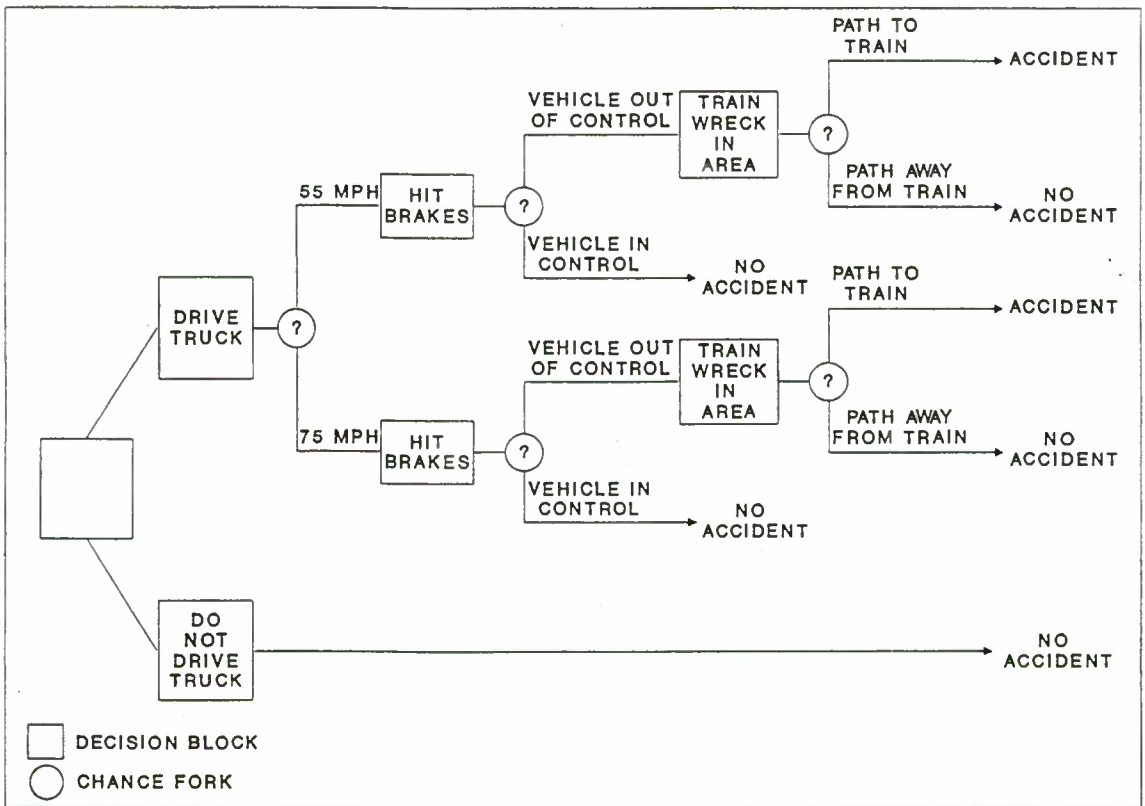 PATH TO
TRAIN
ACCIDENT
VEHICLE OUT
OF CONTROL
TRAIN
WRECK
IN
AREA
?
PATH AWAY
FROM TRAIN
NO
ACCIDENT
55 MPH
HIT
BRAKES
?
VEHICLE IN
CONTROL
NO
ACCIDENT
DRIVE
TRUCK
?
PATH TO
TRAIN
ACCIDENT
VEHICLE OUT
OF CONTROL
TRAIN
WRECK
IN
AREA
?
PATH AWAY
FROM TRAIN
NO
ACCIDENT
75 MPH
HIT
BRAKES
?
VEHICLE IN
CONTROL
NO
ACCIDENT
DO
NOT
DRIVE
TRUCK
NO
ACCIDENT
DECISION BLOCK
CHANCE FORK